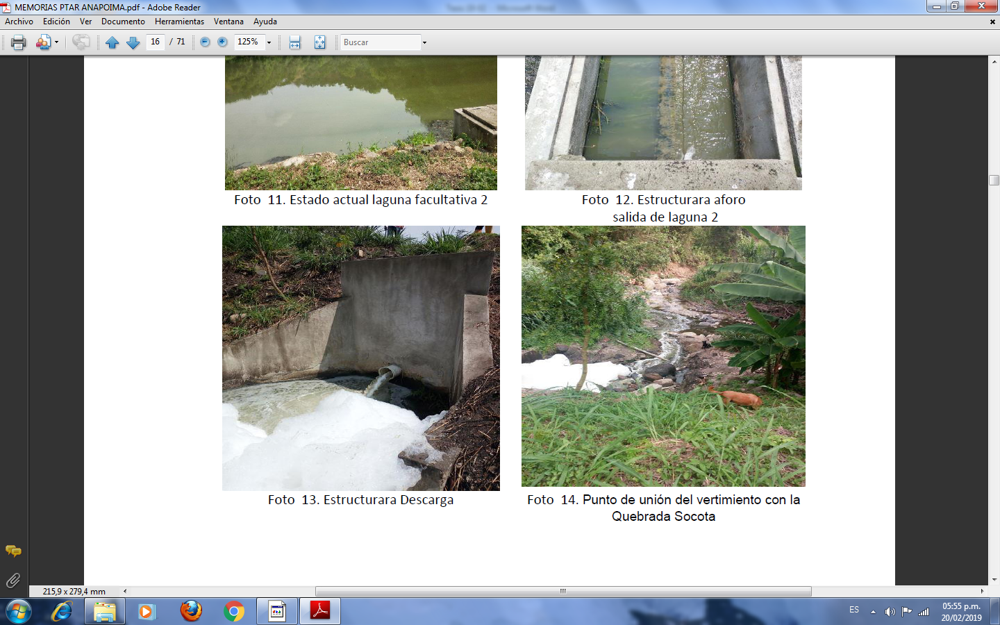 MEMORIAS PTAR ANAPOIMA.pdf - Adobe Reader
Archivo Edición Ver Documento Herramientas Ventana Ayuda
16 / 71 125% Buscar
Foto 11. Estado actual laguna facultativa 2
Foto 12. Estructurara aforo
salida de laguna 2
Foto 13. Estructurara Descarga
Foto 14. Punto de unión del vertimiento con la
Quebrada Socota
215,9 x 279,4 mm
ES
05:55 p.m.
20/02/2019